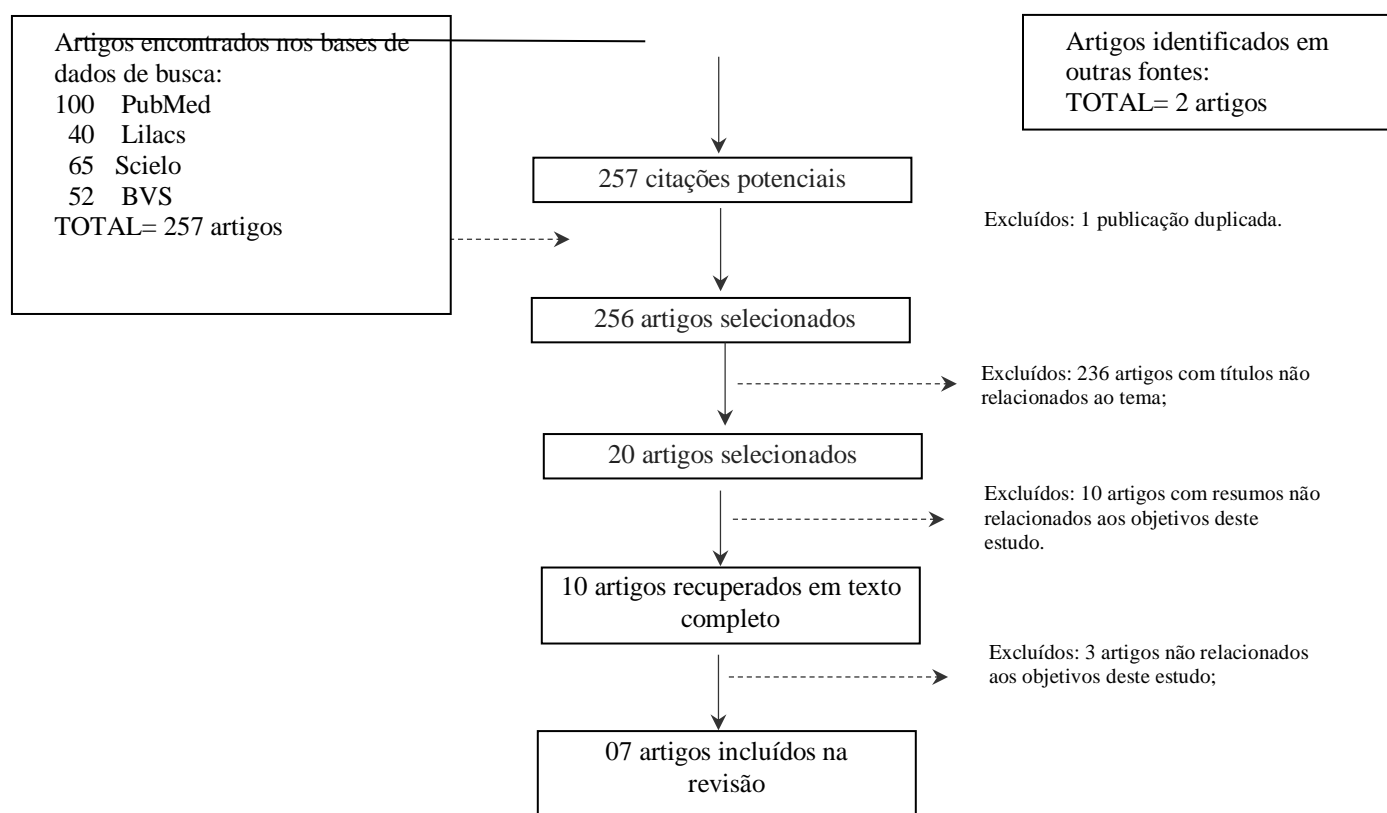 Artigos encontrados nos bases de
dados de busca:
100 PubMed
40 Lilacs
65 Scielo
52 BVS
TOTAL= 257 artigos
Artigos identificados em
outras fontes:
TOTAL= 2 artigos
257 citações potenciais
Excluídos: 1 publicação duplicada.
256 artigos selecionados
Excluídos: 236 artigos com títulos não
relacionados ao tema;
20 artigos selecionados
Excluídos: 10 artigos com resumos não
relacionados aos objetivos deste
estudo.
10 artigos recuperados em texto
completo
Excluídos: 3 artigos não relacionados
aos objetivos deste estudo;
07 artigos incluídos na
revisão